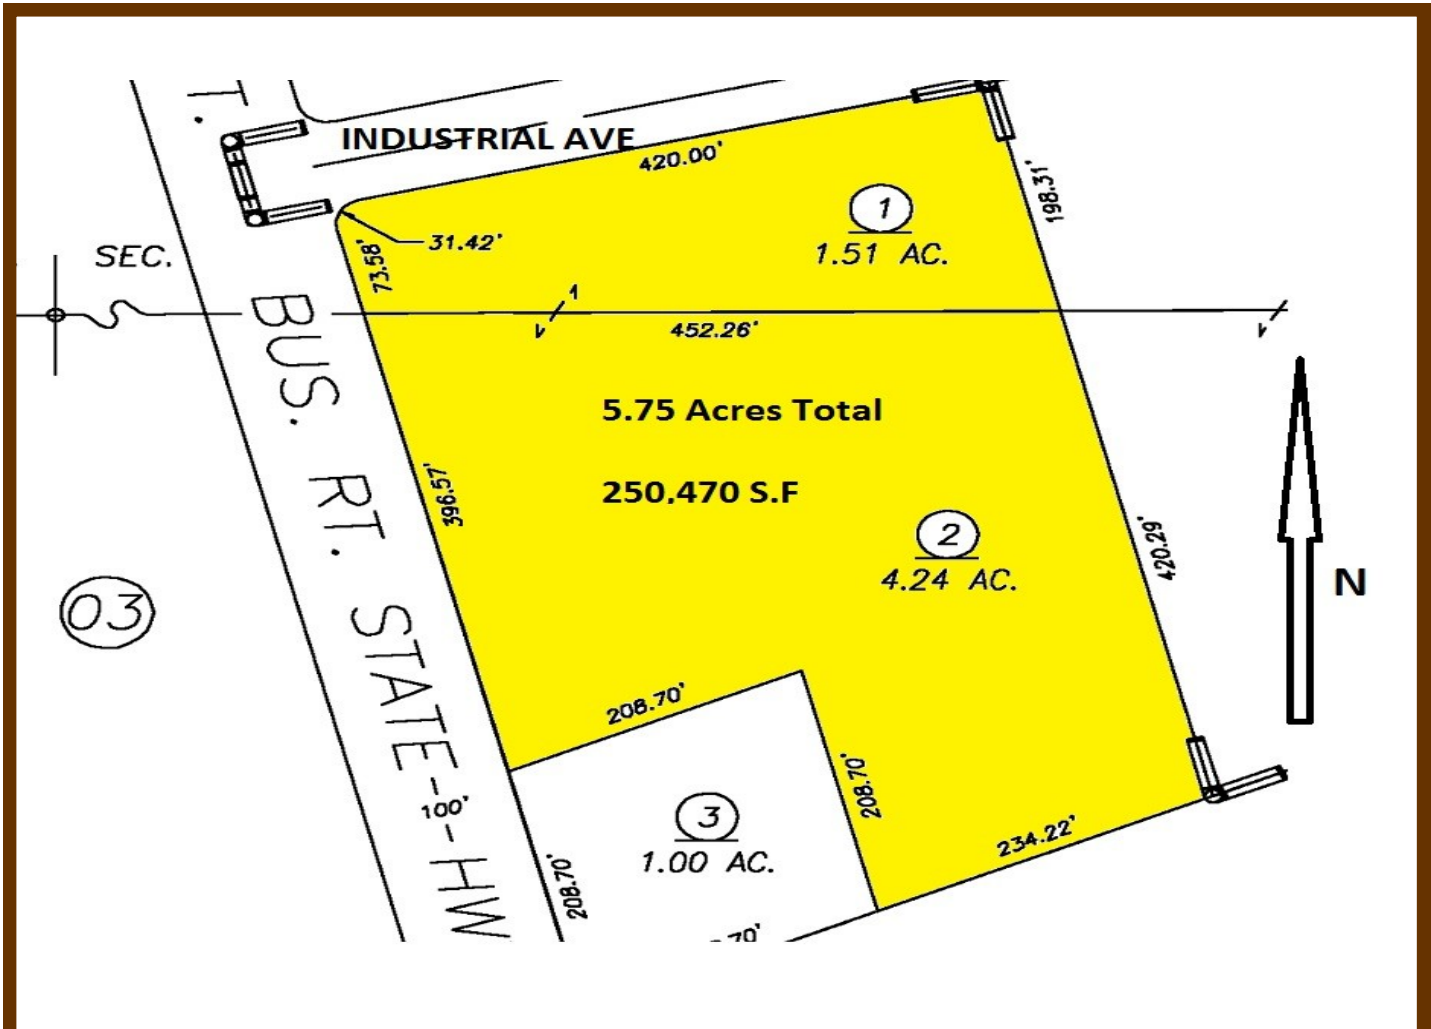 T.
INDUSTRIAL AVE
420.00'
198.31'
1
1.51 AC.
31.42'
73.58'
SEC.
1
452.26'
BUS. RT. STATE HW
5.75 Acres Total
250,470 S.F
396.57'
2
4.24 AC.
420.29'
N
03
208.70'
208.70'
100'
3
1.00 AC.
234.22'
208.70'
.70'